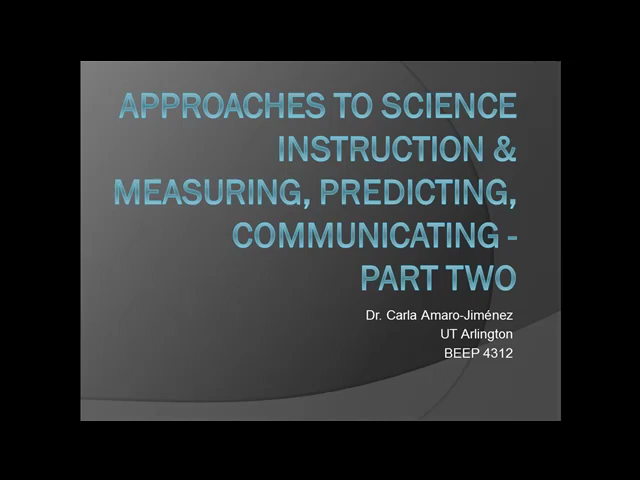 APPROACHES TO SCIENCE
INSTRUCTION &
MEASURING, PREDICTING,
COMMUNICATING -
PART TWO
Dr. Carla Amaro-Jiménez
UT Arlington
BEEP 4312